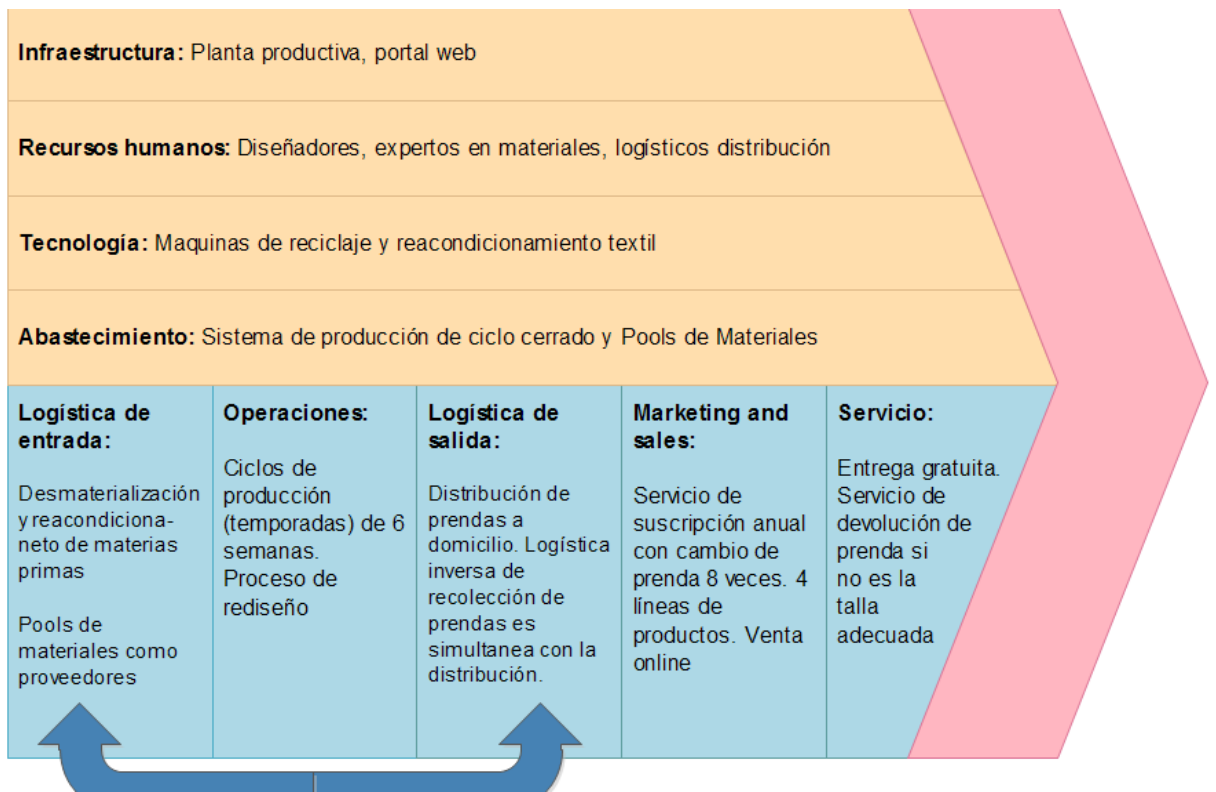 Infraestructura: Planta productiva, portal web
Recursos humanos: Diseñadores, expertos en materiales, logísticos distribución
Tecnología: Maquinas de reciclaje y reacondicionamiento textil
Abastecimiento: Sistema de producción de ciclo cerrado y Pools de Materiales
Logística de
entrada:
Desmaterialización
y reacondiciona-
neto de materias
primas
Pools de
materiales como
proveedores
Operaciones:
Ciclos de
producción
(temporadas) de 6
semanas.
Proceso de
rediseño
Logística de
salida:
Distribución de
prendas a
domicilio. Logística
inversa de
recolección de
prendas es
simultanea con la
distribución.
Marketing and
sales:
Servicio de
suscripción anual
con cambio de
prenda 8 veces. 4
líneas de
productos. Venta
online
Servicio:
Entrega gratuita.
Servicio de
devolución de
prenda si
no es la
talla
adecuada